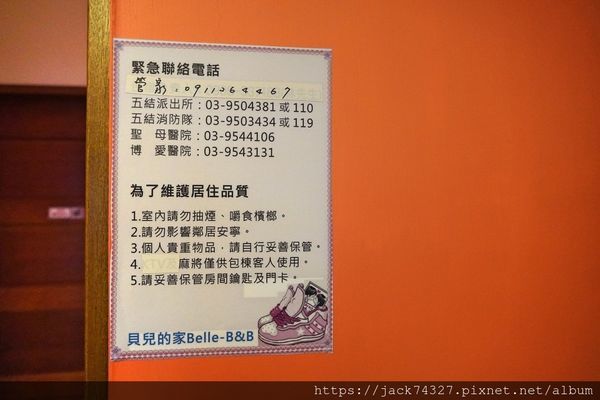 緊急聯絡電話
管 : 0911264467
五結派出所：03-9504381 或 110
五結消防隊：03-9503434 或 119
聖　母醫院：03-9544106
博　愛醫院：03-9543131
為了維護居住品質
1.室內請勿抽煙、嚼食檳榔。
2.請勿影響鄰居安寧。
3.個人貴重物品，請自行妥善保管。
4.　　麻將僅供包棟客人使用。
5.請妥善保管房間鑰匙及門卡。
貝兒的家Belle-B&B
https://jack74327.pixnet.net/album